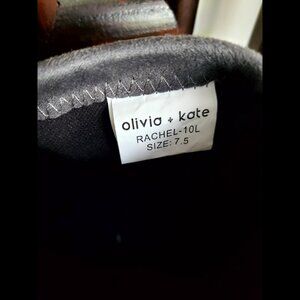 olivia + kate
RACHEL-10L
SIZE: 7.5